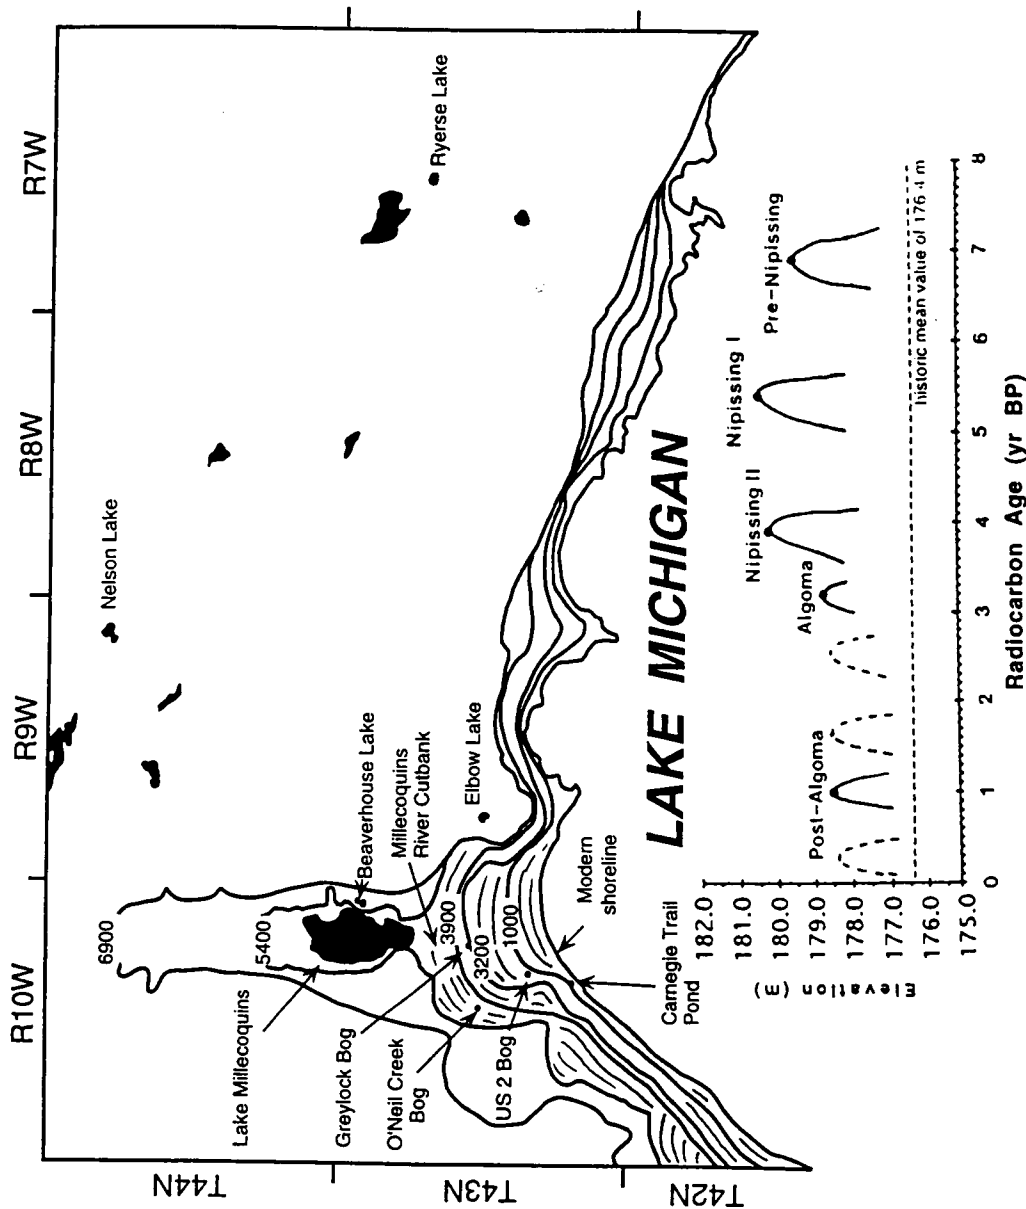 R10W
R9W
R8W
R7W
T44N
T43N
T42N
6900
5400
3900
3200
1000
Nelson Lake
Ryerse Lake
Beaverhouse Lake
Millecoquins
River Cutbank
Elbow Lake
Lake Millecoquins
Greylock Bog
O'Neil Creek
Bog
US 2 Bog
Modern
shoreline
Carnegie Trail
Pond
LAKE MICHIGAN
Elevation (m)
182.0
181.0
180.0
179.0
178.0
177.0
176.0
175.0
Post-Algoma
Algoma
Nipissing II
Nipissing I
Pre-Nipissing
historic mean value of 176.4 m
0
1
2
3
4
5
6
7
8
Radiocarbon Age (yr BP)